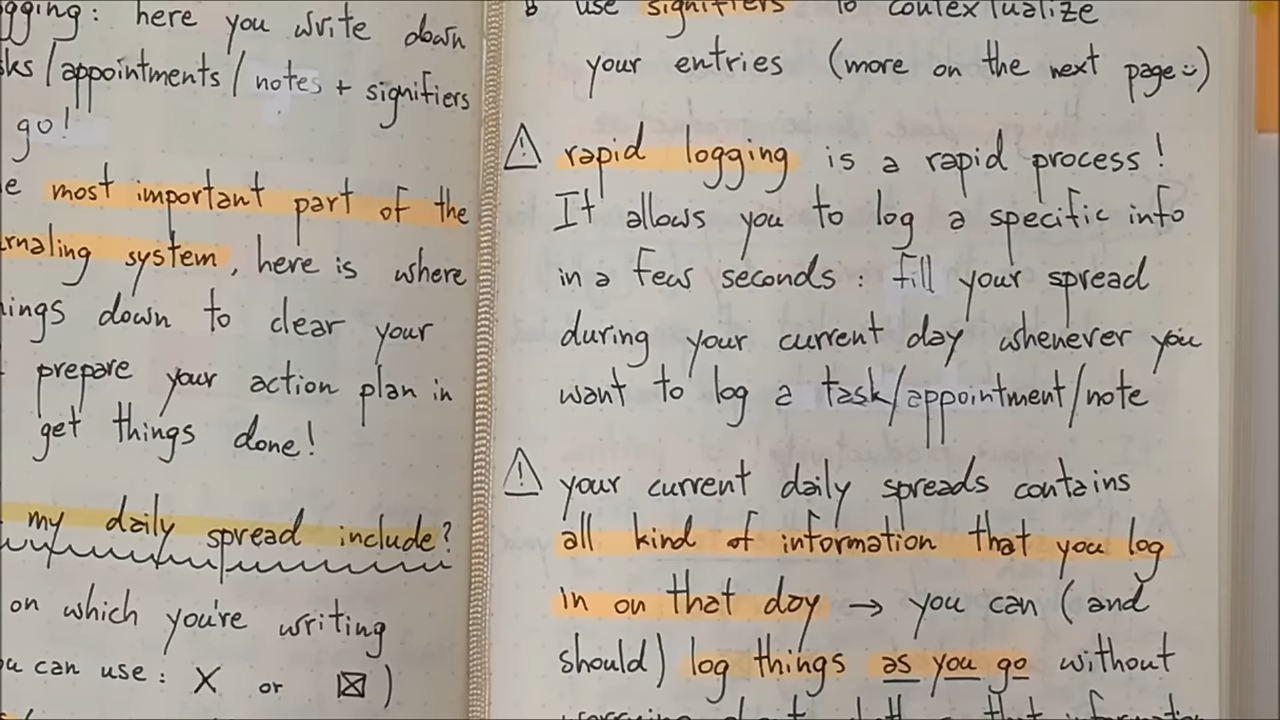 here you write down
/appointments/notes + signifiers
go!
most important part of the
system, here is where
down to clear your
prepare your action plan in
get things done!
my daily spread include?
on which you're writing
can use: X or ☒)
use signifiers to contextualize
your entries (more on the next page :))
⚠ rapid logging is a rapid process!
It allows you to log a specific info
in a few seconds: fill your spread
during your current day whenever you
want to log a task/appointment/note
⚠ your current daily spreads contains
all kind of information that you log
in on that day → you can (and
should) log things as you go without